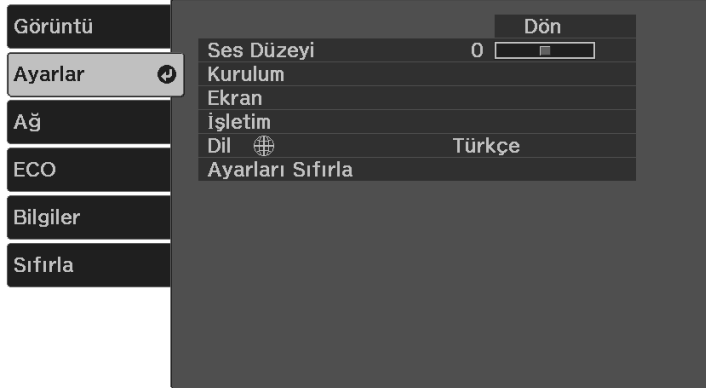 Görüntü
Ayarlar
Ağ
ECO
Bilgiler
Sıfırla
Dön
Ses Düzeyi 0
Kurulum
Ekran
İşletim
Dil Türkçe
Ayarları Sıfırla